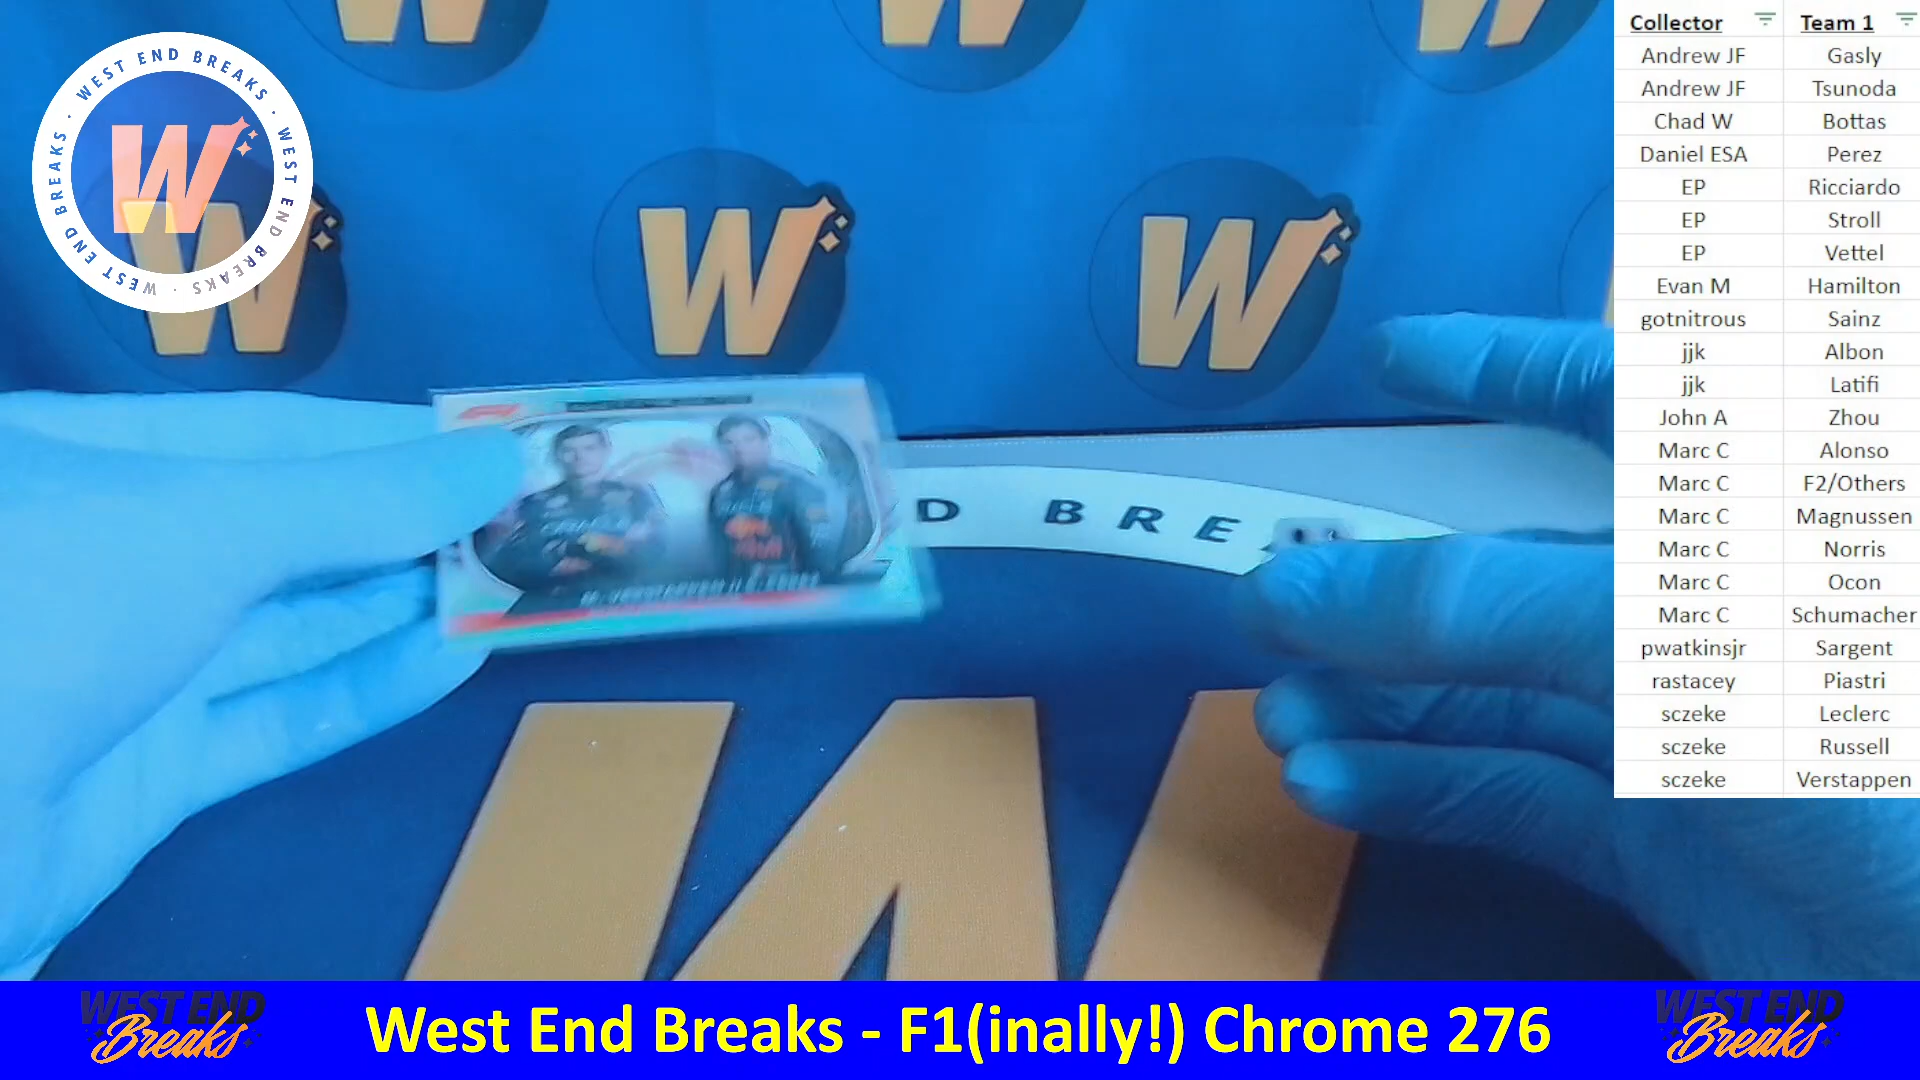 WEST END BREAKS · WEST END BREAKS · WEST END BREAKS ·
W
W
W
W
D BRE
Collector Team 1
Andrew JF Gasly
Andrew JF Tsunoda
Chad W Bottas
Daniel ESA Perez
EP Ricciardo
EP Stroll
EP Vettel
Evan M Hamilton
gotnitrous Sainz
jjk Albon
jjk Latifi
John A Zhou
Marc C Alonso
Marc C F2/Others
Marc C Magnussen
Marc C Norris
Marc C Ocon
Marc C Schumacher
pwatkinsjr Sargent
rastacey Piastri
sczeke Leclerc
sczeke Russell
sczeke Verstappen
WEST END
Breaks
West End Breaks - F1(inally!) Chrome 276
WEST END
Breaks